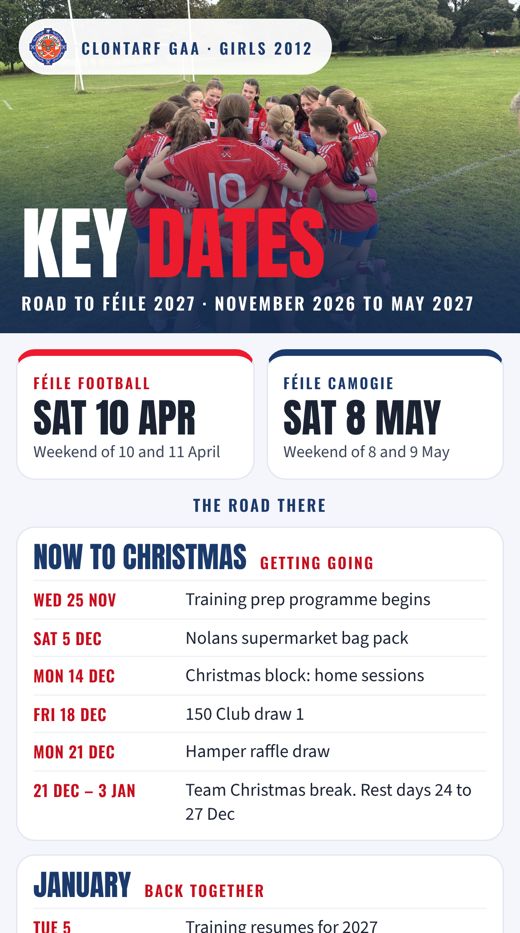 CLONTARF GAA · GIRLS 2012
10
KEY DATES
ROAD TO FÉILE 2027 · NOVEMBER 2026 TO MAY 2027
FÉILE FOOTBALL
SAT 10 APR
Weekend of 10 and 11 April
FÉILE CAMOGIE
SAT 8 MAY
Weekend of 8 and 9 May
THE ROAD THERE
NOW TO CHRISTMAS GETTING GOING
WED 25 NOV Training prep programme begins
SAT 5 DEC Nolans supermarket bag pack
MON 14 DEC Christmas block: home sessions
FRI 18 DEC 150 Club draw 1
MON 21 DEC Hamper raffle draw
21 DEC – 3 JAN Team Christmas break. Rest days 24 to
27 Dec
JANUARY BACK TOGETHER
TUE 5 Training resumes for 2027